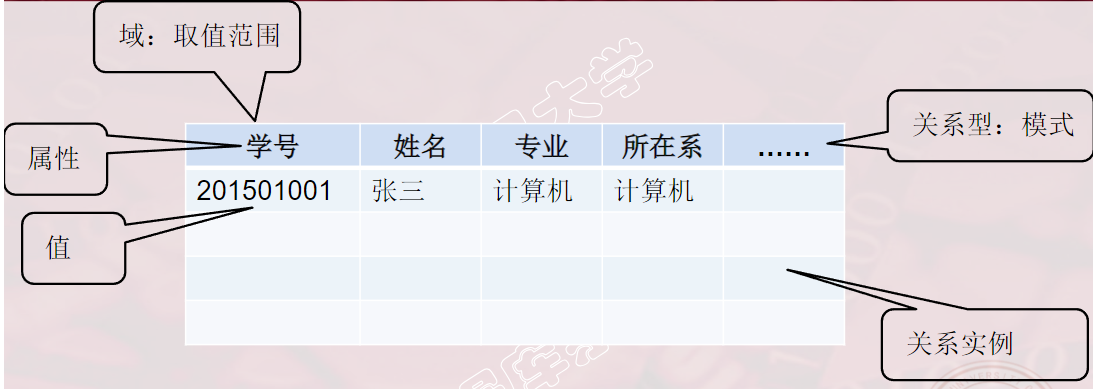 域：取值范围
属性
学号 姓名 专业 所在系 ……
关系型：模式
201501001 张三 计算机 计算机
值
关系实例